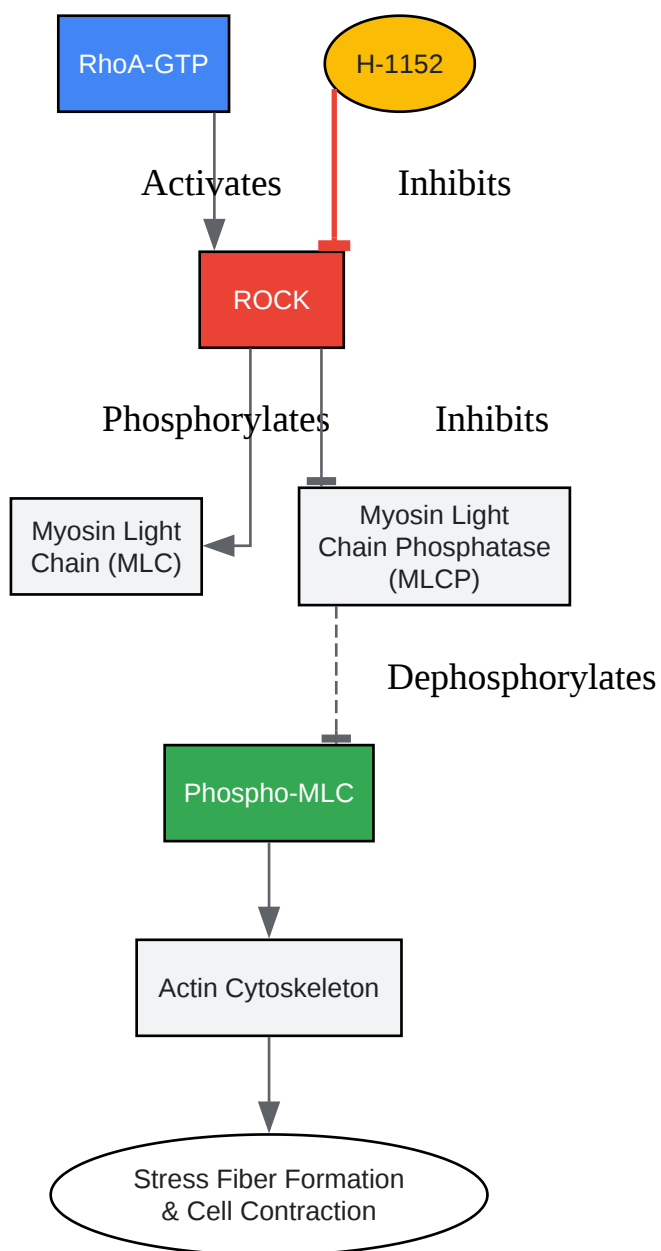 RhoA-GTP
H-1152
Activates
Inhibits
ROCK
Phosphorylates
Inhibits
Myosin Light
Chain (MLC)
Myosin Light
Chain Phosphatase
(MLCP)
Dephosphorylates
Phospho-MLC
Actin Cytoskeleton
Stress Fiber Formation
& Cell Contraction